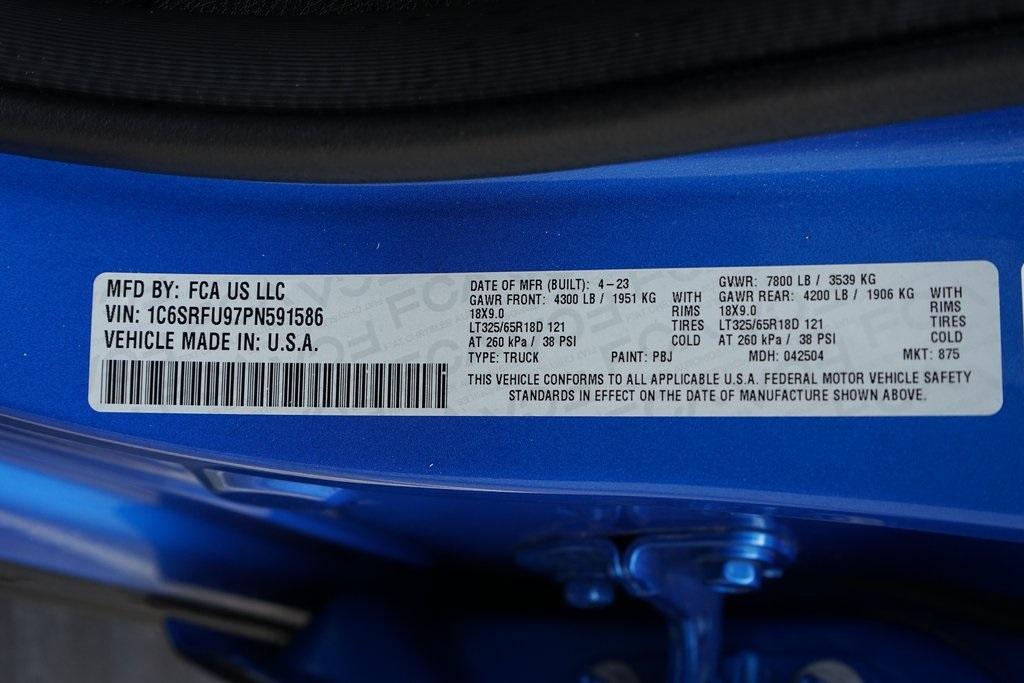 MFD BY: FCA US LLC
VIN: 1C6SRFU97PN591586
VEHICLE MADE IN: U.S.A.
DATE OF MFR (BUILT): 4-23
GAWR FRONT: 4300 LB / 1951 KG WITH
18X9.0 RIMS
LT325/65R18D 121 TIRES
AT 260 kPa / 38 PSI COLD
GVWR: 7800 LB / 3539 KG
GAWR REAR: 4200 LB / 1906 KG WITH
18X9.0 RIMS
LT325/65R18D 121 TIRES
AT 260 kPa / 38 PSI COLD
TYPE: TRUCK PAINT: PBJ MDH: 042504 MKT: 875
THIS VEHICLE CONFORMS TO ALL APPLICABLE U.S.A. FEDERAL MOTOR VEHICLE SAFETY
STANDARDS IN EFFECT ON THE DATE OF MANUFACTURE SHOWN ABOVE.